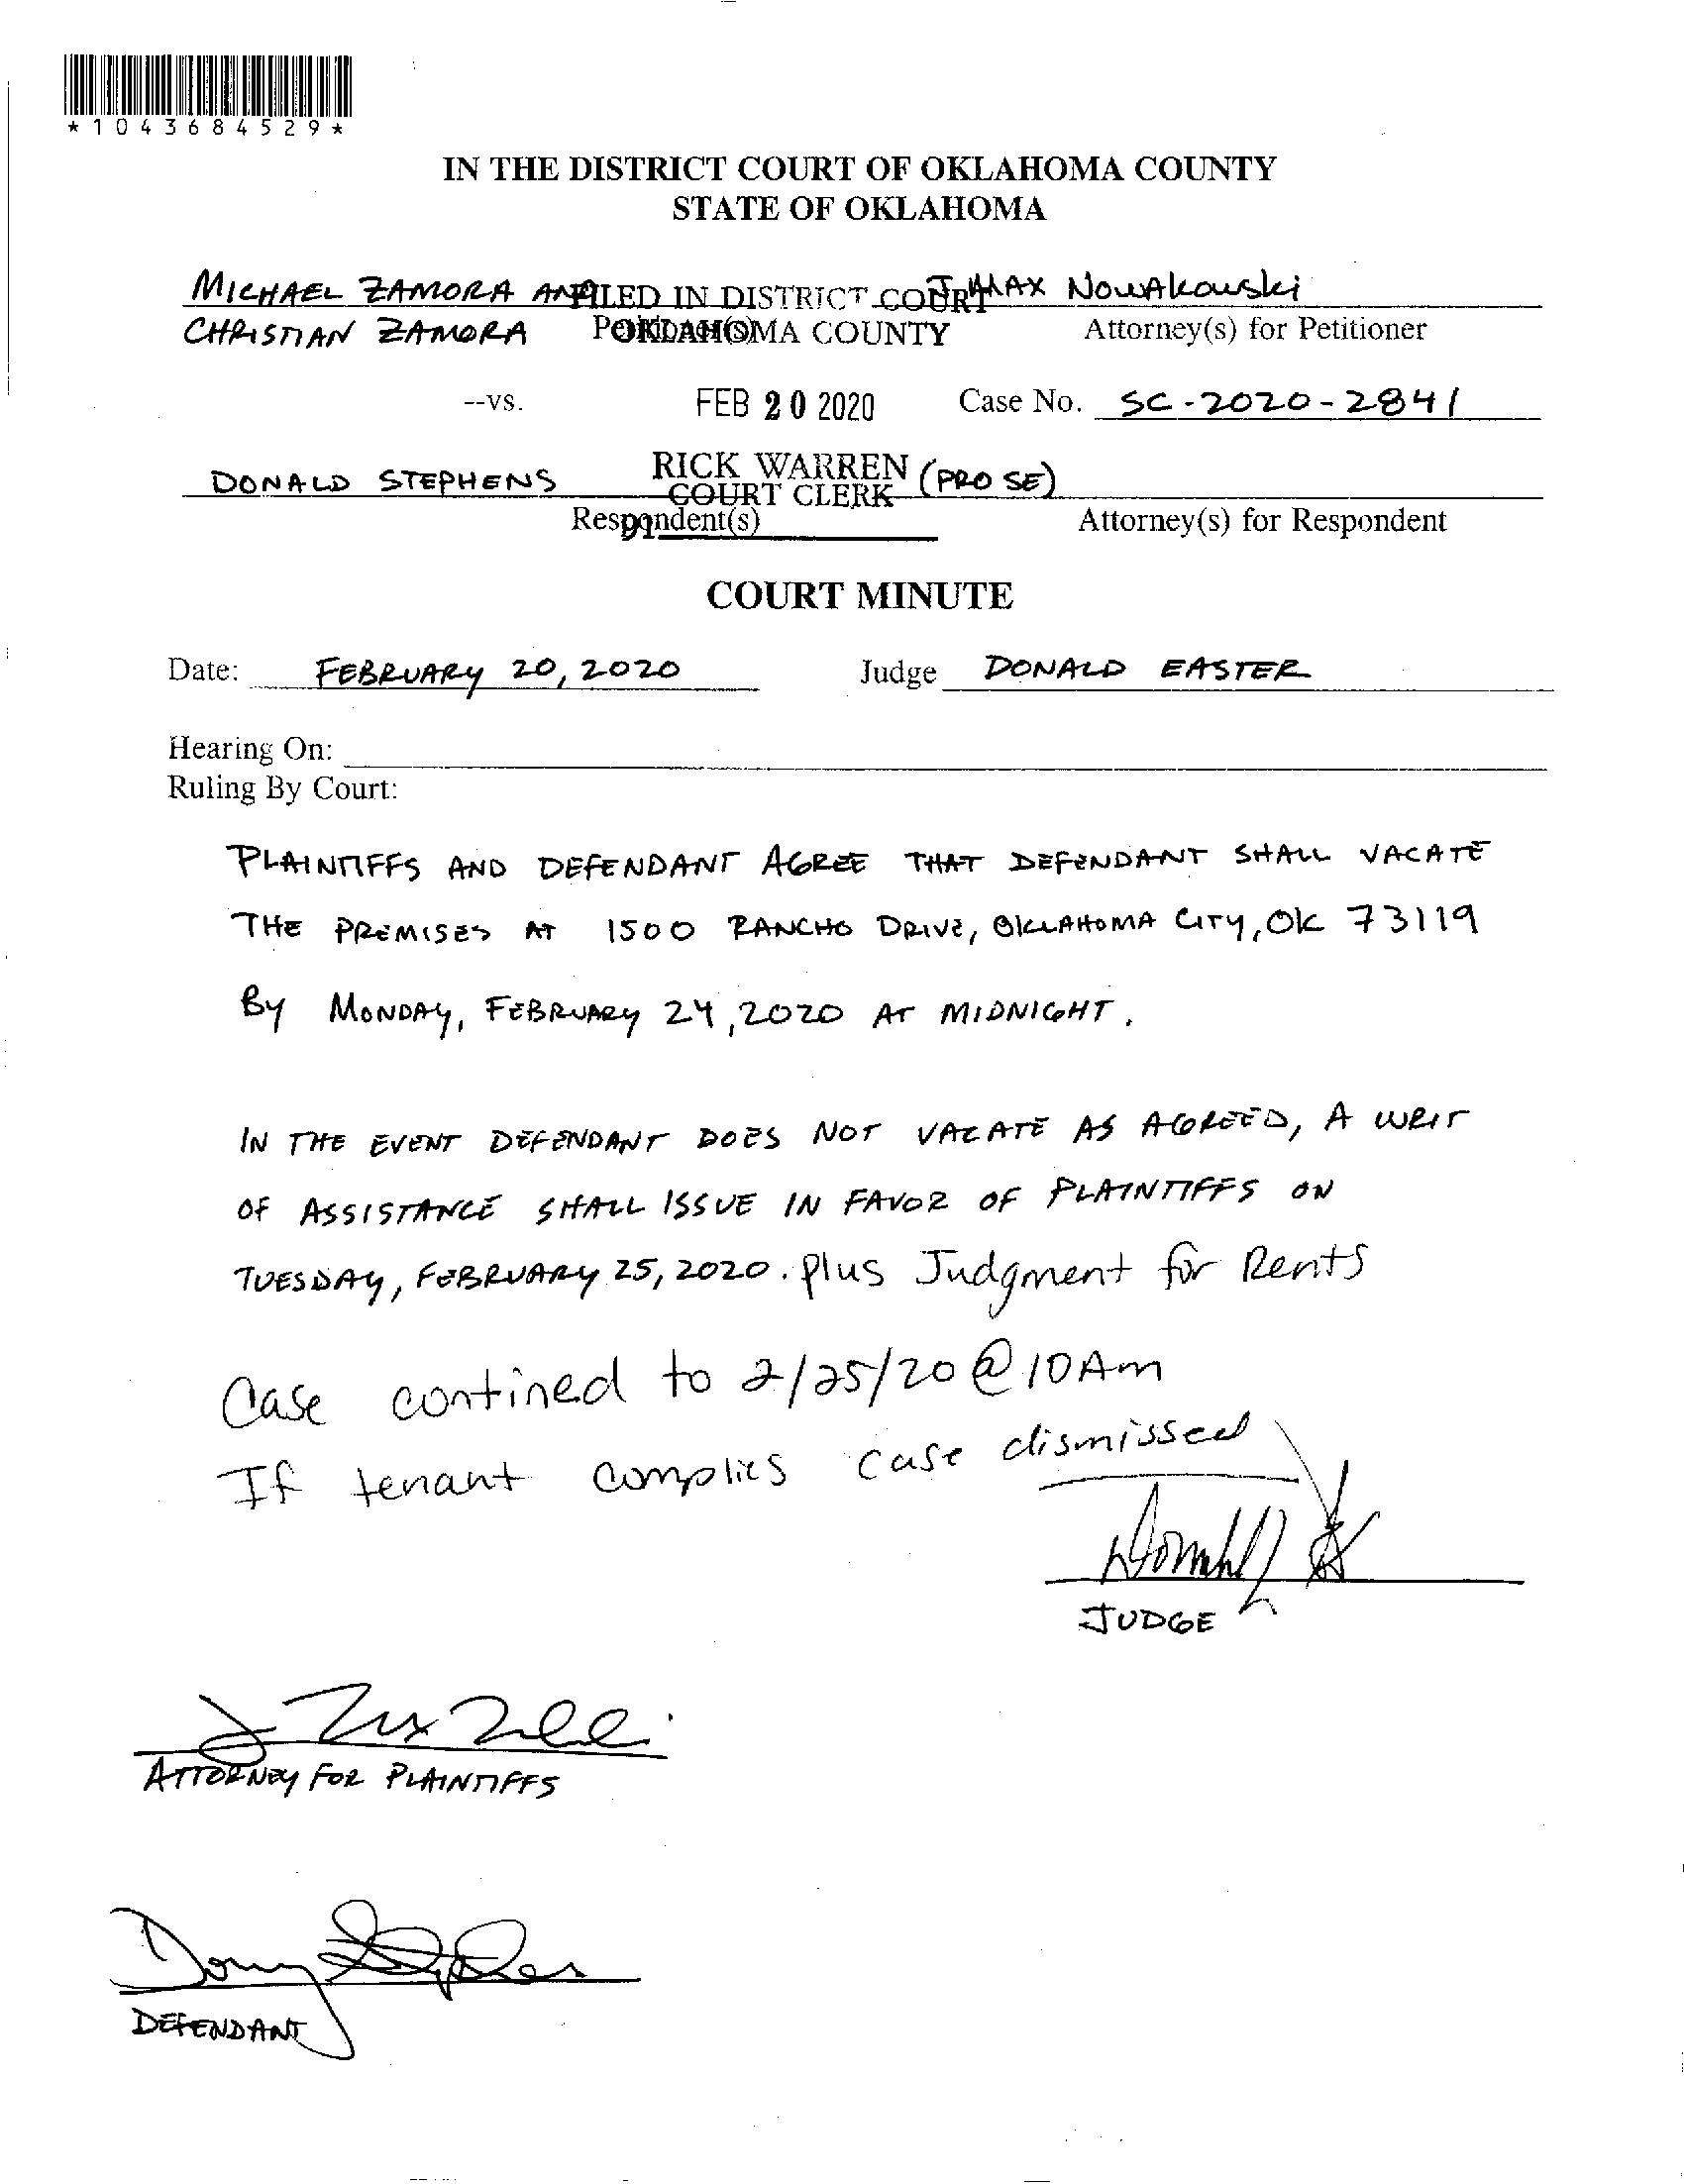 *1043684529*
IN THE DISTRICT COURT OF OKLAHOMA COUNTY
STATE OF OKLAHOMA
MICHAEL ZAMORA AND
CHRISTIAN ZAMORA
Petitioner(s)
FILED IN DISTRICT COURT
OKLAHOMA COUNTY
J MAX NOWAKOWSKI
Attorney(s) for Petitioner
--vs.
FEB 20 2020
Case No. SC-2020-2841
DONALD STEPHENS
RICK WARREN
COURT CLERK
(PRO SE)
Respondent(s)
91
Attorney(s) for Respondent
COURT MINUTE
Date: FEBRUARY 20, 2020 Judge DONALD EASTER
Hearing On:
Ruling By Court:
PLAINTIFFS AND DEFENDANT AGREE THAT DEFENDANT SHALL VACATE
THE PREMISES AT 1500 RANCHO DRIVE, OKLAHOMA CITY, OK 73119
BY MONDAY, FEBRUARY 24, 2020 AT MIDNIGHT.
IN THE EVENT DEFENDANT DOES NOT VACATE AS AGREED, A WRIT
OF ASSISTANCE SHALL ISSUE IN FAVOR OF PLAINTIFFS ON
TUESDAY, FEBRUARY 25, 2020. plus Judgment for Rents
Case contined to 2/25/20 @ 10 Am
If tenant complies case dismissed
JUDGE
ATTORNEY FOR PLAINTIFFS
DEFENDANT